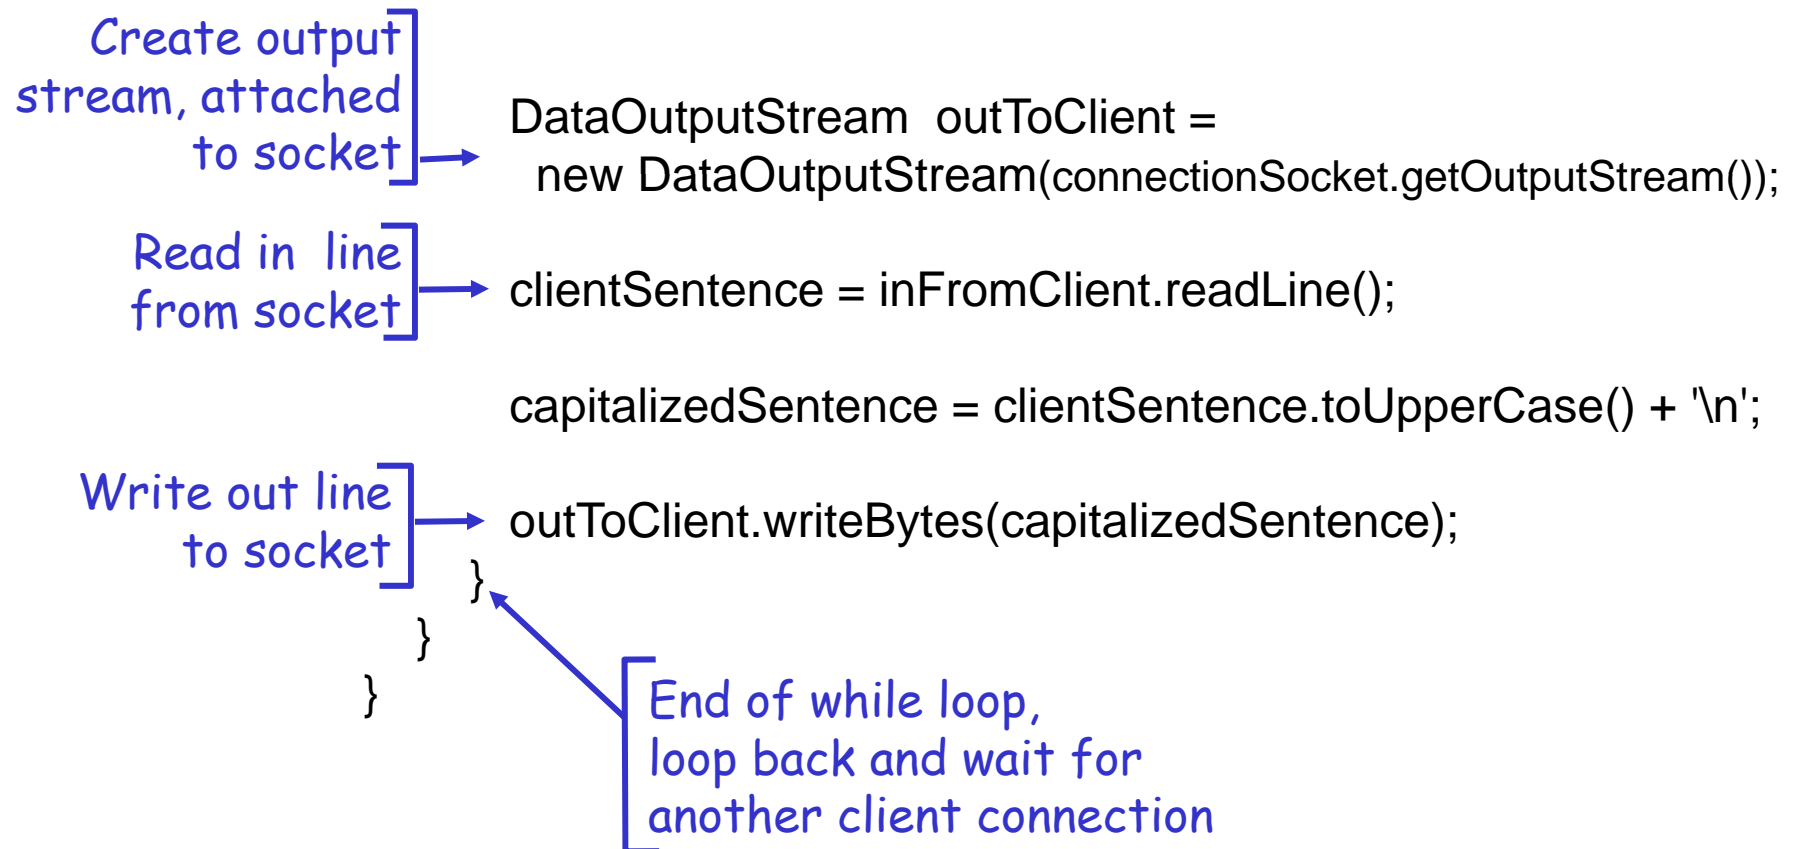 Create output
stream, attached
to socket
DataOutputStream outToClient =
new DataOutputStream(connectionSocket.getOutputStream());
Read in line
from socket
clientSentence = inFromClient.readLine();
capitalizedSentence = clientSentence.toUpperCase() + '\n';
Write out line
to socket
outToClient.writeBytes(capitalizedSentence);
}
}
}
End of while loop,
loop back and wait for
another client connection